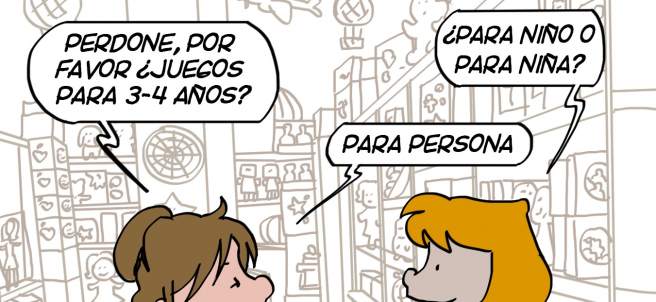 PERDONE, POR
FAVOR ¿JUEGOS
PARA 3-4 AÑOS?
¿PARA NIÑO O
PARA NIÑA?
PARA PERSONA